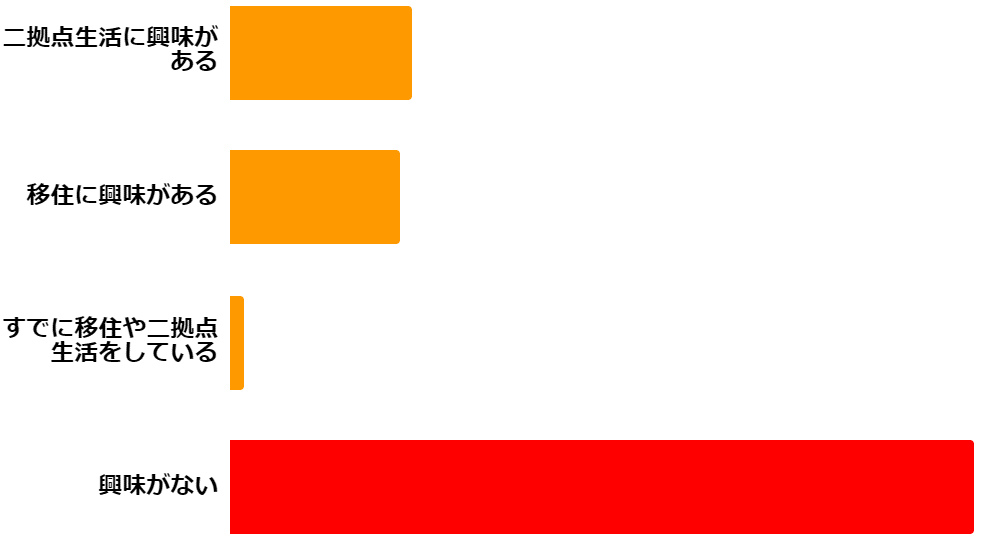 二拠点生活に興味が
ある
移住に興味がある
すでに移住や二拠点
生活をしている
興味がない